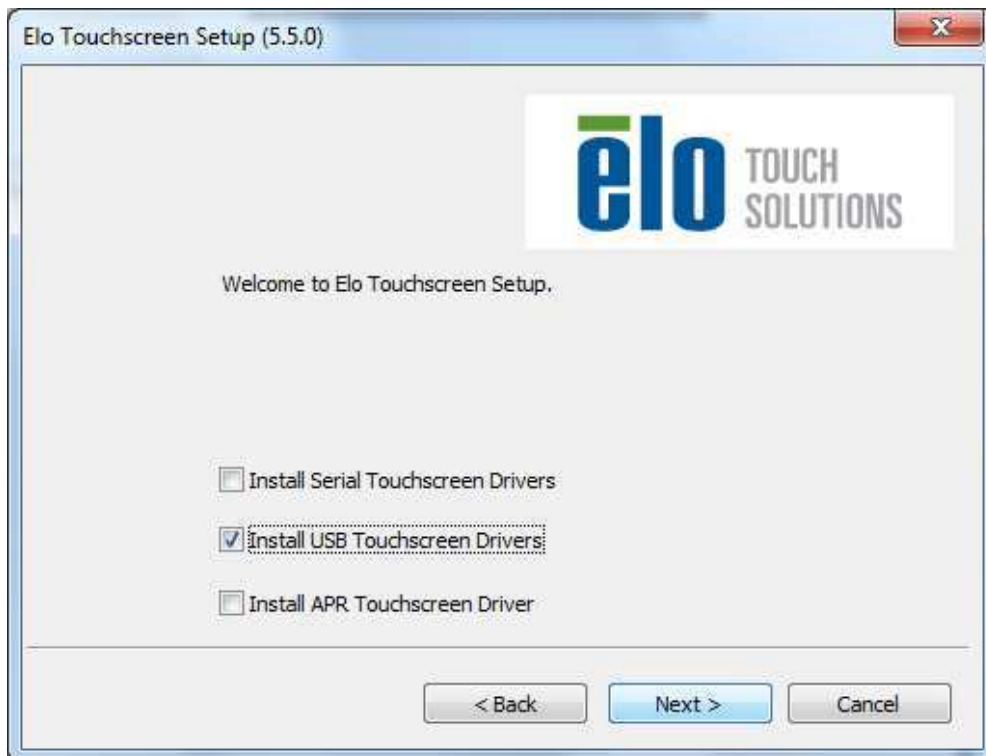 Elo Touchscreen Setup (5.5.0)
ēlo TOUCH
SOLUTIONS
Welcome to Elo Touchscreen Setup.
Install Serial Touchscreen Drivers
Install USB Touchscreen Drivers
Install APR Touchscreen Driver
< Back Next > Cancel